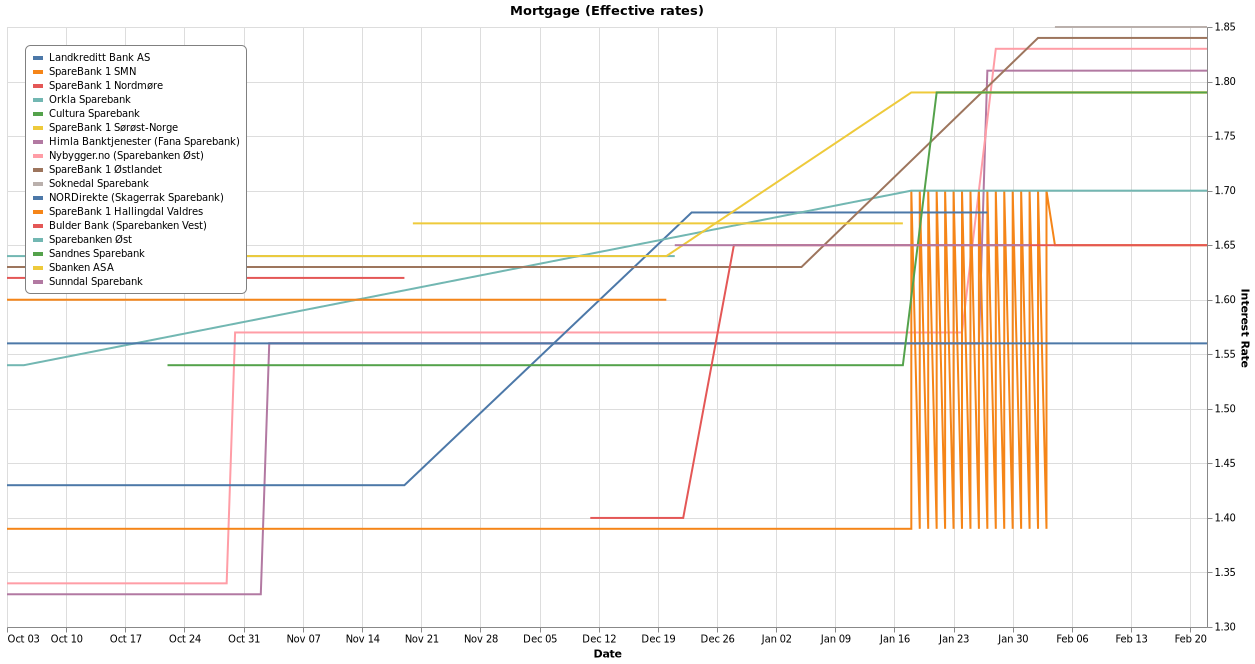 Mortgage (Effective rates)
Landkreditt Bank AS
SpareBank 1 SMN
SpareBank 1 Nordmøre
Orkla Sparebank
Cultura Sparebank
SpareBank 1 Sørøst-Norge
Himla Banktjenester (Fana Sparebank)
Nybygger.no (Sparebanken Øst)
SpareBank 1 Østlandet
Soknedal Sparebank
NORDirekte (Skagerrak Sparebank)
SpareBank 1 Hallingdal Valdres
Bulder Bank (Sparebanken Vest)
Sparebanken Øst
Sandnes Sparebank
Sbanken ASA
Sunndal Sparebank
1.85
1.80
1.75
1.70
1.65
1.60
1.55
1.50
1.45
1.40
1.35
1.30
Interest Rate
Oct 03 Oct 10 Oct 17 Oct 24 Oct 31 Nov 07 Nov 14 Nov 21 Nov 28 Dec 05 Dec 12 Dec 19 Dec 26 Jan 02 Jan 09 Jan 16 Jan 23 Jan 30 Feb 06 Feb 13 Feb 20
Date